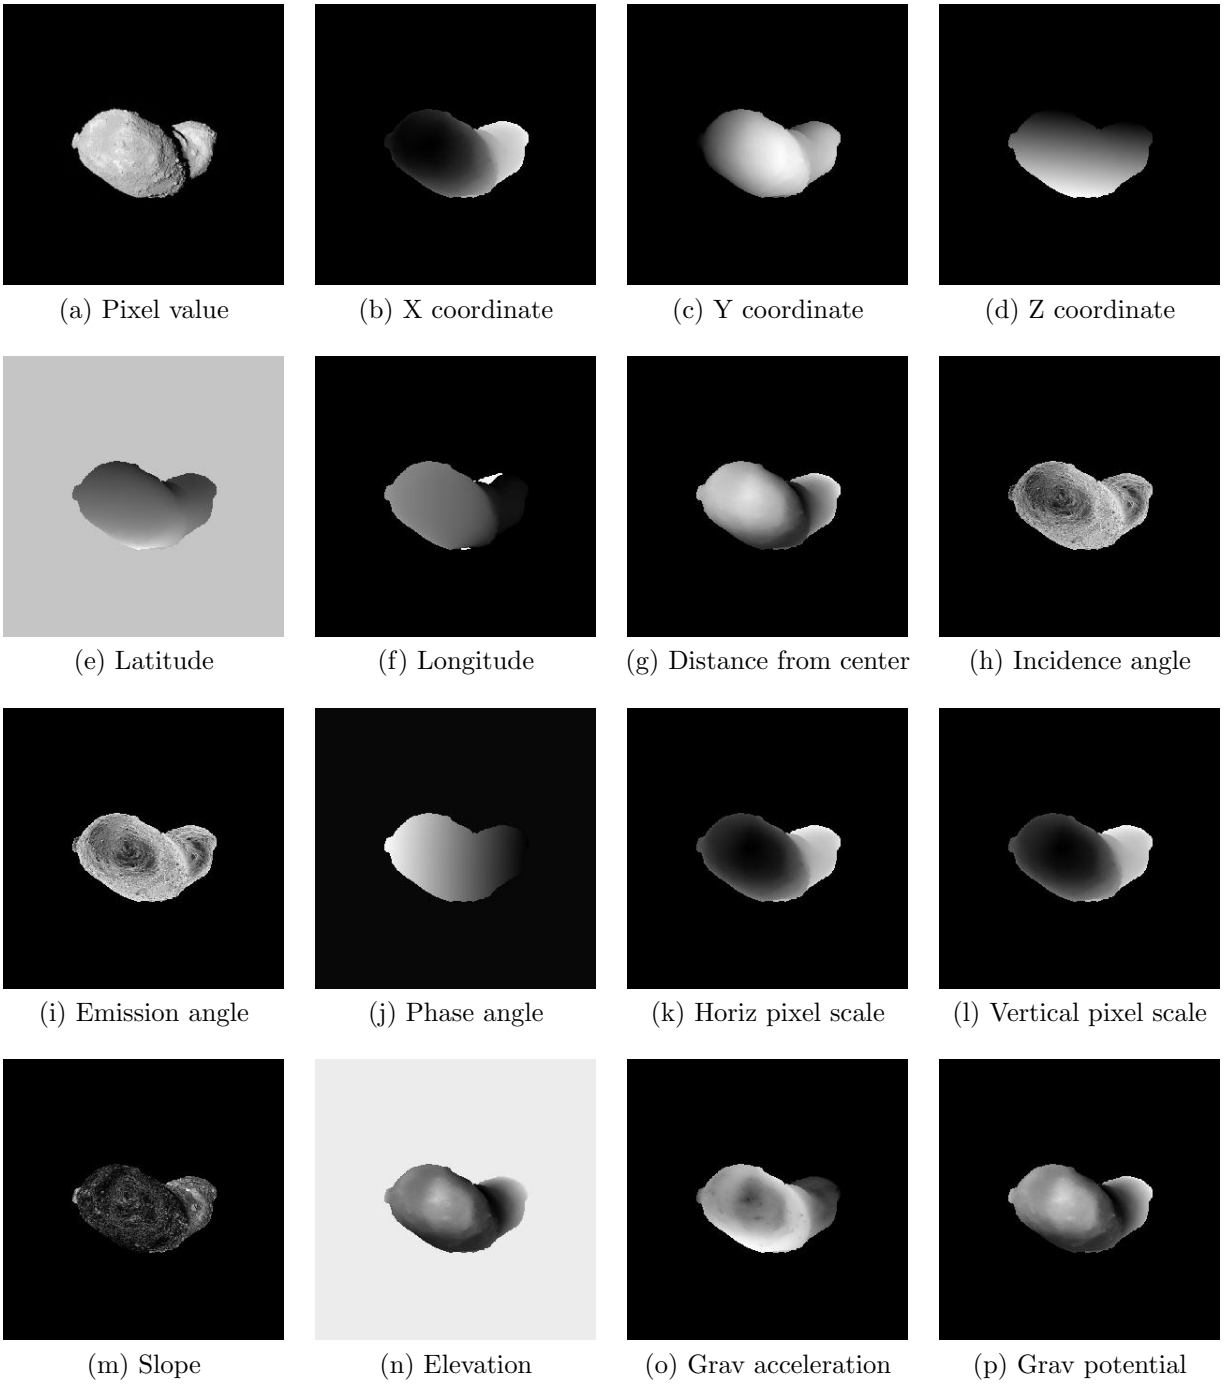 (a) Pixel value
(b) X coordinate
(c) Y coordinate
(d) Z coordinate
(e) Latitude
(f) Longitude
(g) Distance from center
(h) Incidence angle
(i) Emission angle
(j) Phase angle
(k) Horiz pixel scale
(l) Vertical pixel scale
(m) Slope
(n) Elevation
(o) Grav acceleration
(p) Grav potential